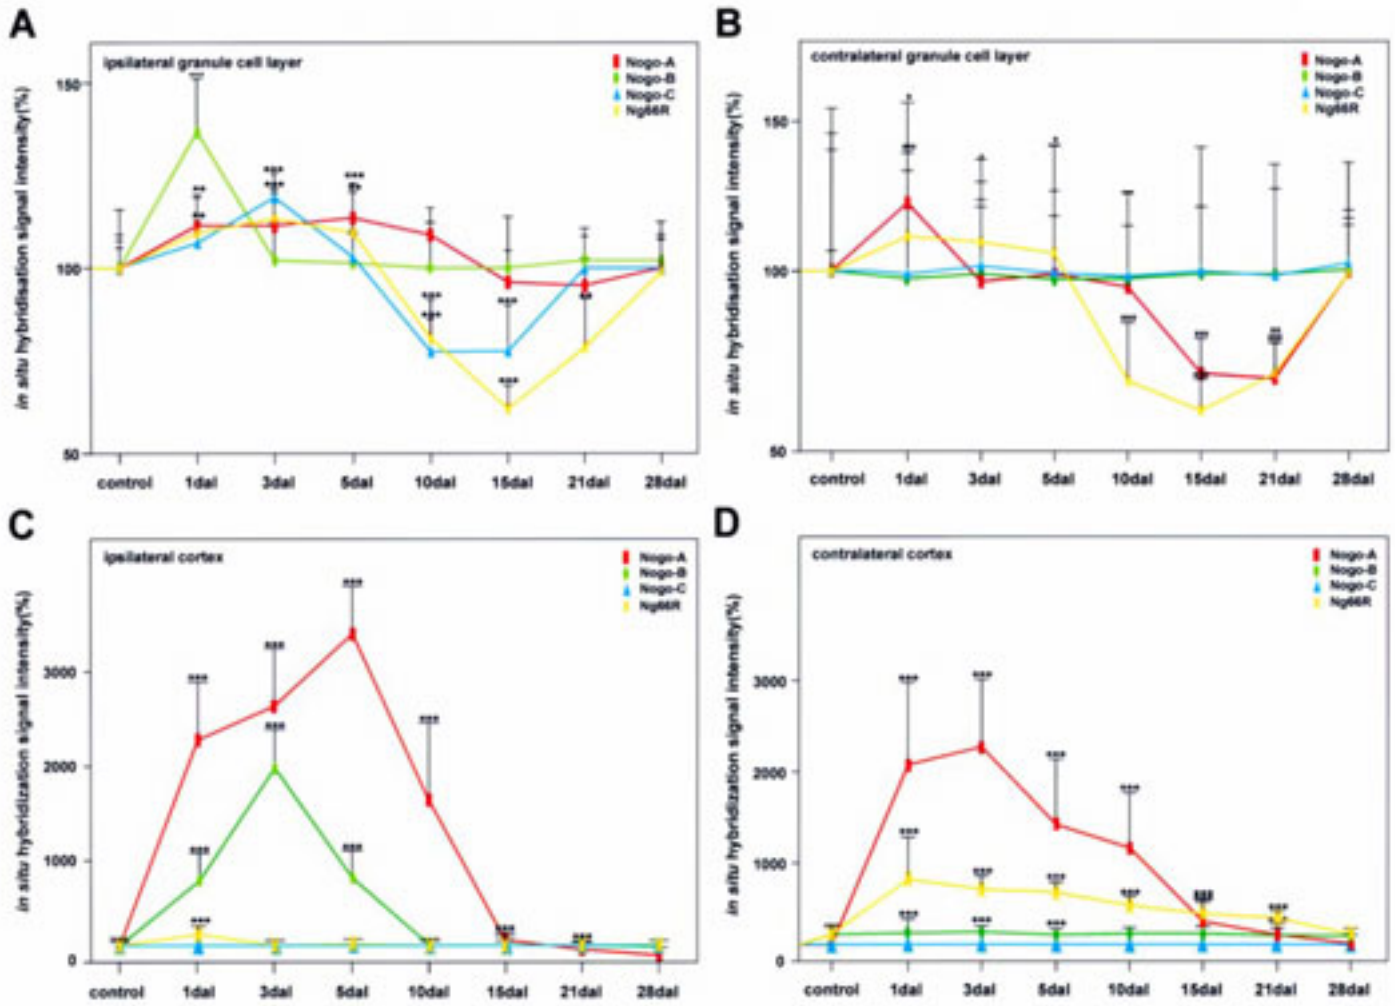 A
ipsilateral granule cell layer
Nogo-A
Nogo-B
Nogo-C
Ng66R
in situ hybridisation signal intensity(%)
150
100
50
control 1dal 3dal 5dal 10dal 15dal 21dal 28dal
B
contralateral granule cell layer
Nogo-A
Nogo-B
Nogo-C
Ng66R
in situ hybridisation signal intensity(%)
150
100
50
control 1dal 3dal 5dal 10dal 15dal 21dal 28dal
C
ipsilateral cortex
Nogo-A
Nogo-B
Nogo-C
Ng66R
in situ hybridization signal intensity(%)
3000
2000
1000
0
control 1dal 3dal 5dal 10dal 15dal 21dal 28dal
D
contralateral cortex
Nogo-A
Nogo-B
Nogo-C
Ng66R
in situ hybridization signal intensity(%)
3000
2000
1000
0
control 1dal 3dal 5dal 10dal 15dal 21dal 28dal